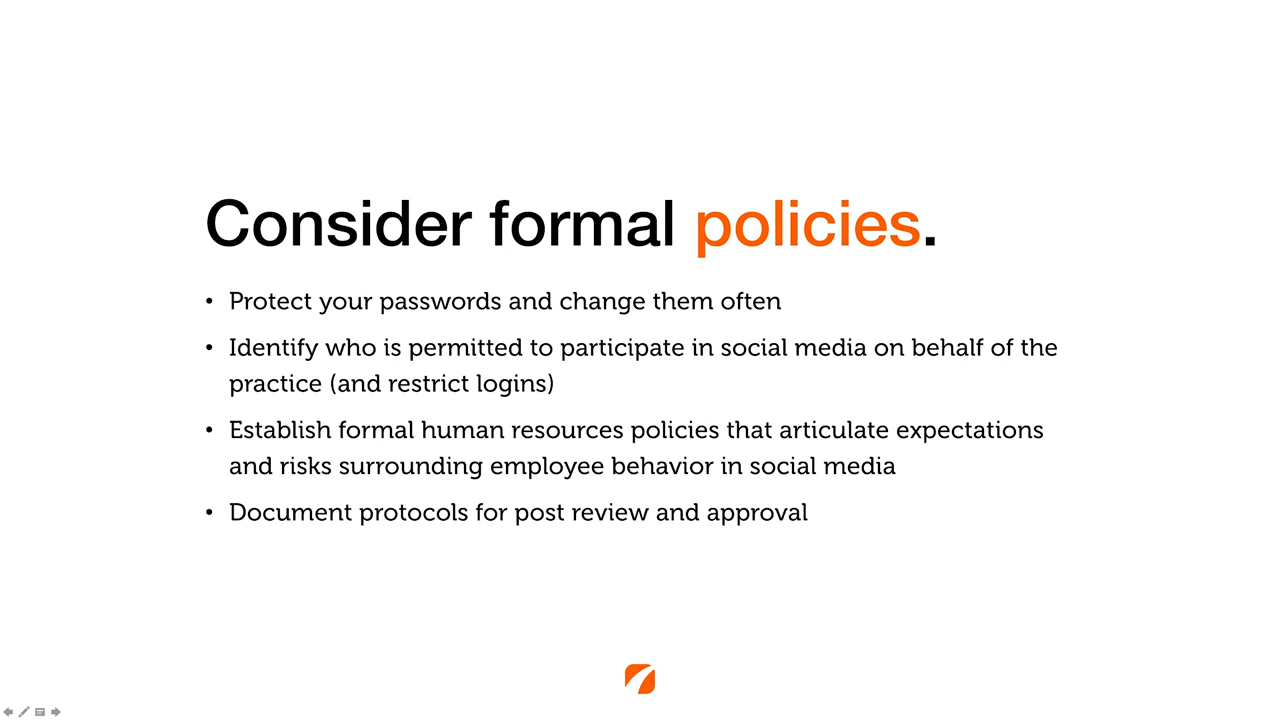 Consider formal policies.
• Protect your passwords and change them often
• Identify who is permitted to participate in social media on behalf of the
practice (and restrict logins)
• Establish formal human resources policies that articulate expectations
and risks surrounding employee behavior in social media
• Document protocols for post review and approval